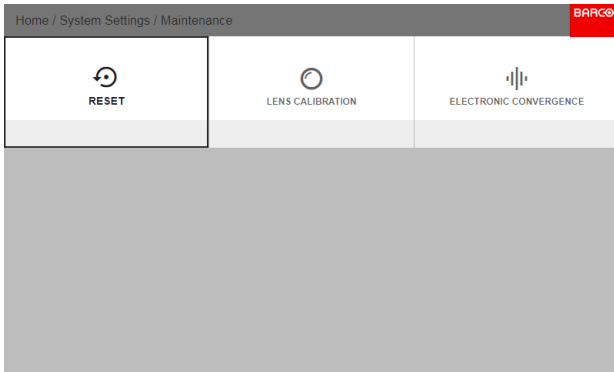 Home / System Settings / Maintenance
BARCO
RESET
LENS CALIBRATION
ELECTRONIC CONVERGENCE